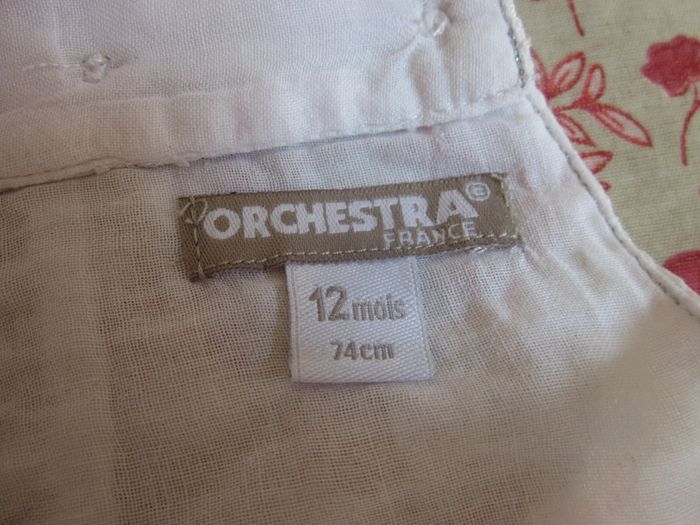 ORCHESTRA®
FRANCE
12 mois
74cm